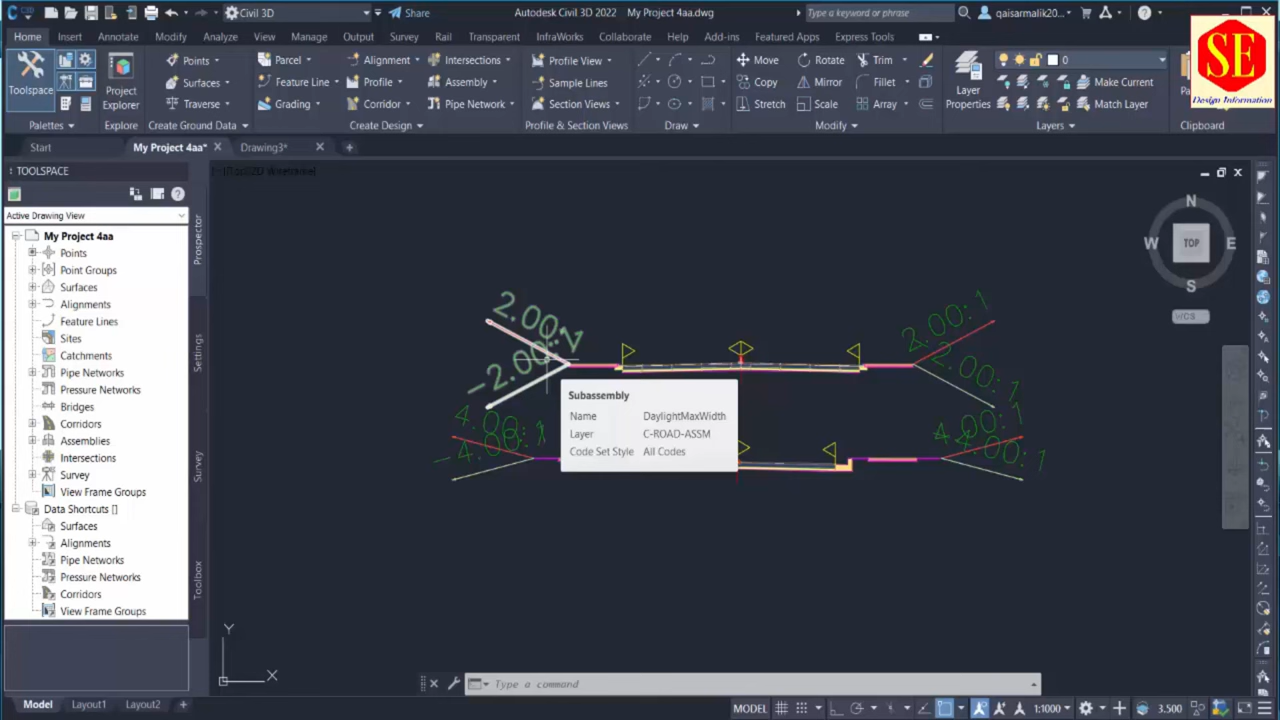 Civil 3D
Share
Autodesk Civil 3D 2022 My Project 4aa.dwg
Type a keyword or phrase
qaisarmalik20...
SE
Design Information
Home Insert Annotate Modify Analyze View Manage Output Survey Rail Transparent InfraWorks Collaborate Help Add-ins Featured Apps Express Tools
Toolspace
Project Explorer
Points
Surfaces
Traverse
Parcel
Feature Line
Grading
Alignment
Profile
Corridor
Intersections
Assembly
Pipe Network
Profile View
Sample Lines
Section Views
Move
Copy
Stretch
Rotate
Mirror
Scale
Trim
Fillet
Array
Layer Properties
0
Make Current
Match Layer
Palettes Explore Create Ground Data Create Design Profile & Section Views Draw Modify Layers Clipboard
Start My Project 4aa* Drawing3*
TOOLSPACE
Active Drawing View
My Project 4aa
Points
Point Groups
Surfaces
Alignments
Feature Lines
Sites
Catchments
Pipe Networks
Pressure Networks
Bridges
Corridors
Assemblies
Intersections
Survey
View Frame Groups
Data Shortcuts []
Surfaces
Alignments
Pipe Networks
Pressure Networks
Corridors
View Frame Groups
Prospector
Settings
Survey
Toolbox
N
W TOP E
S
WCS
2.00:1
-2.00:1
2.00:1
-2.00:1
4.00:1
-4.00:1
4.00:1
Subassembly
Name DaylightMaxWidth
Layer C-ROAD-ASSM
Code Set Style All Codes
Y
X
Type a command
Model Layout1 Layout2
MODEL
1:1000
3.500